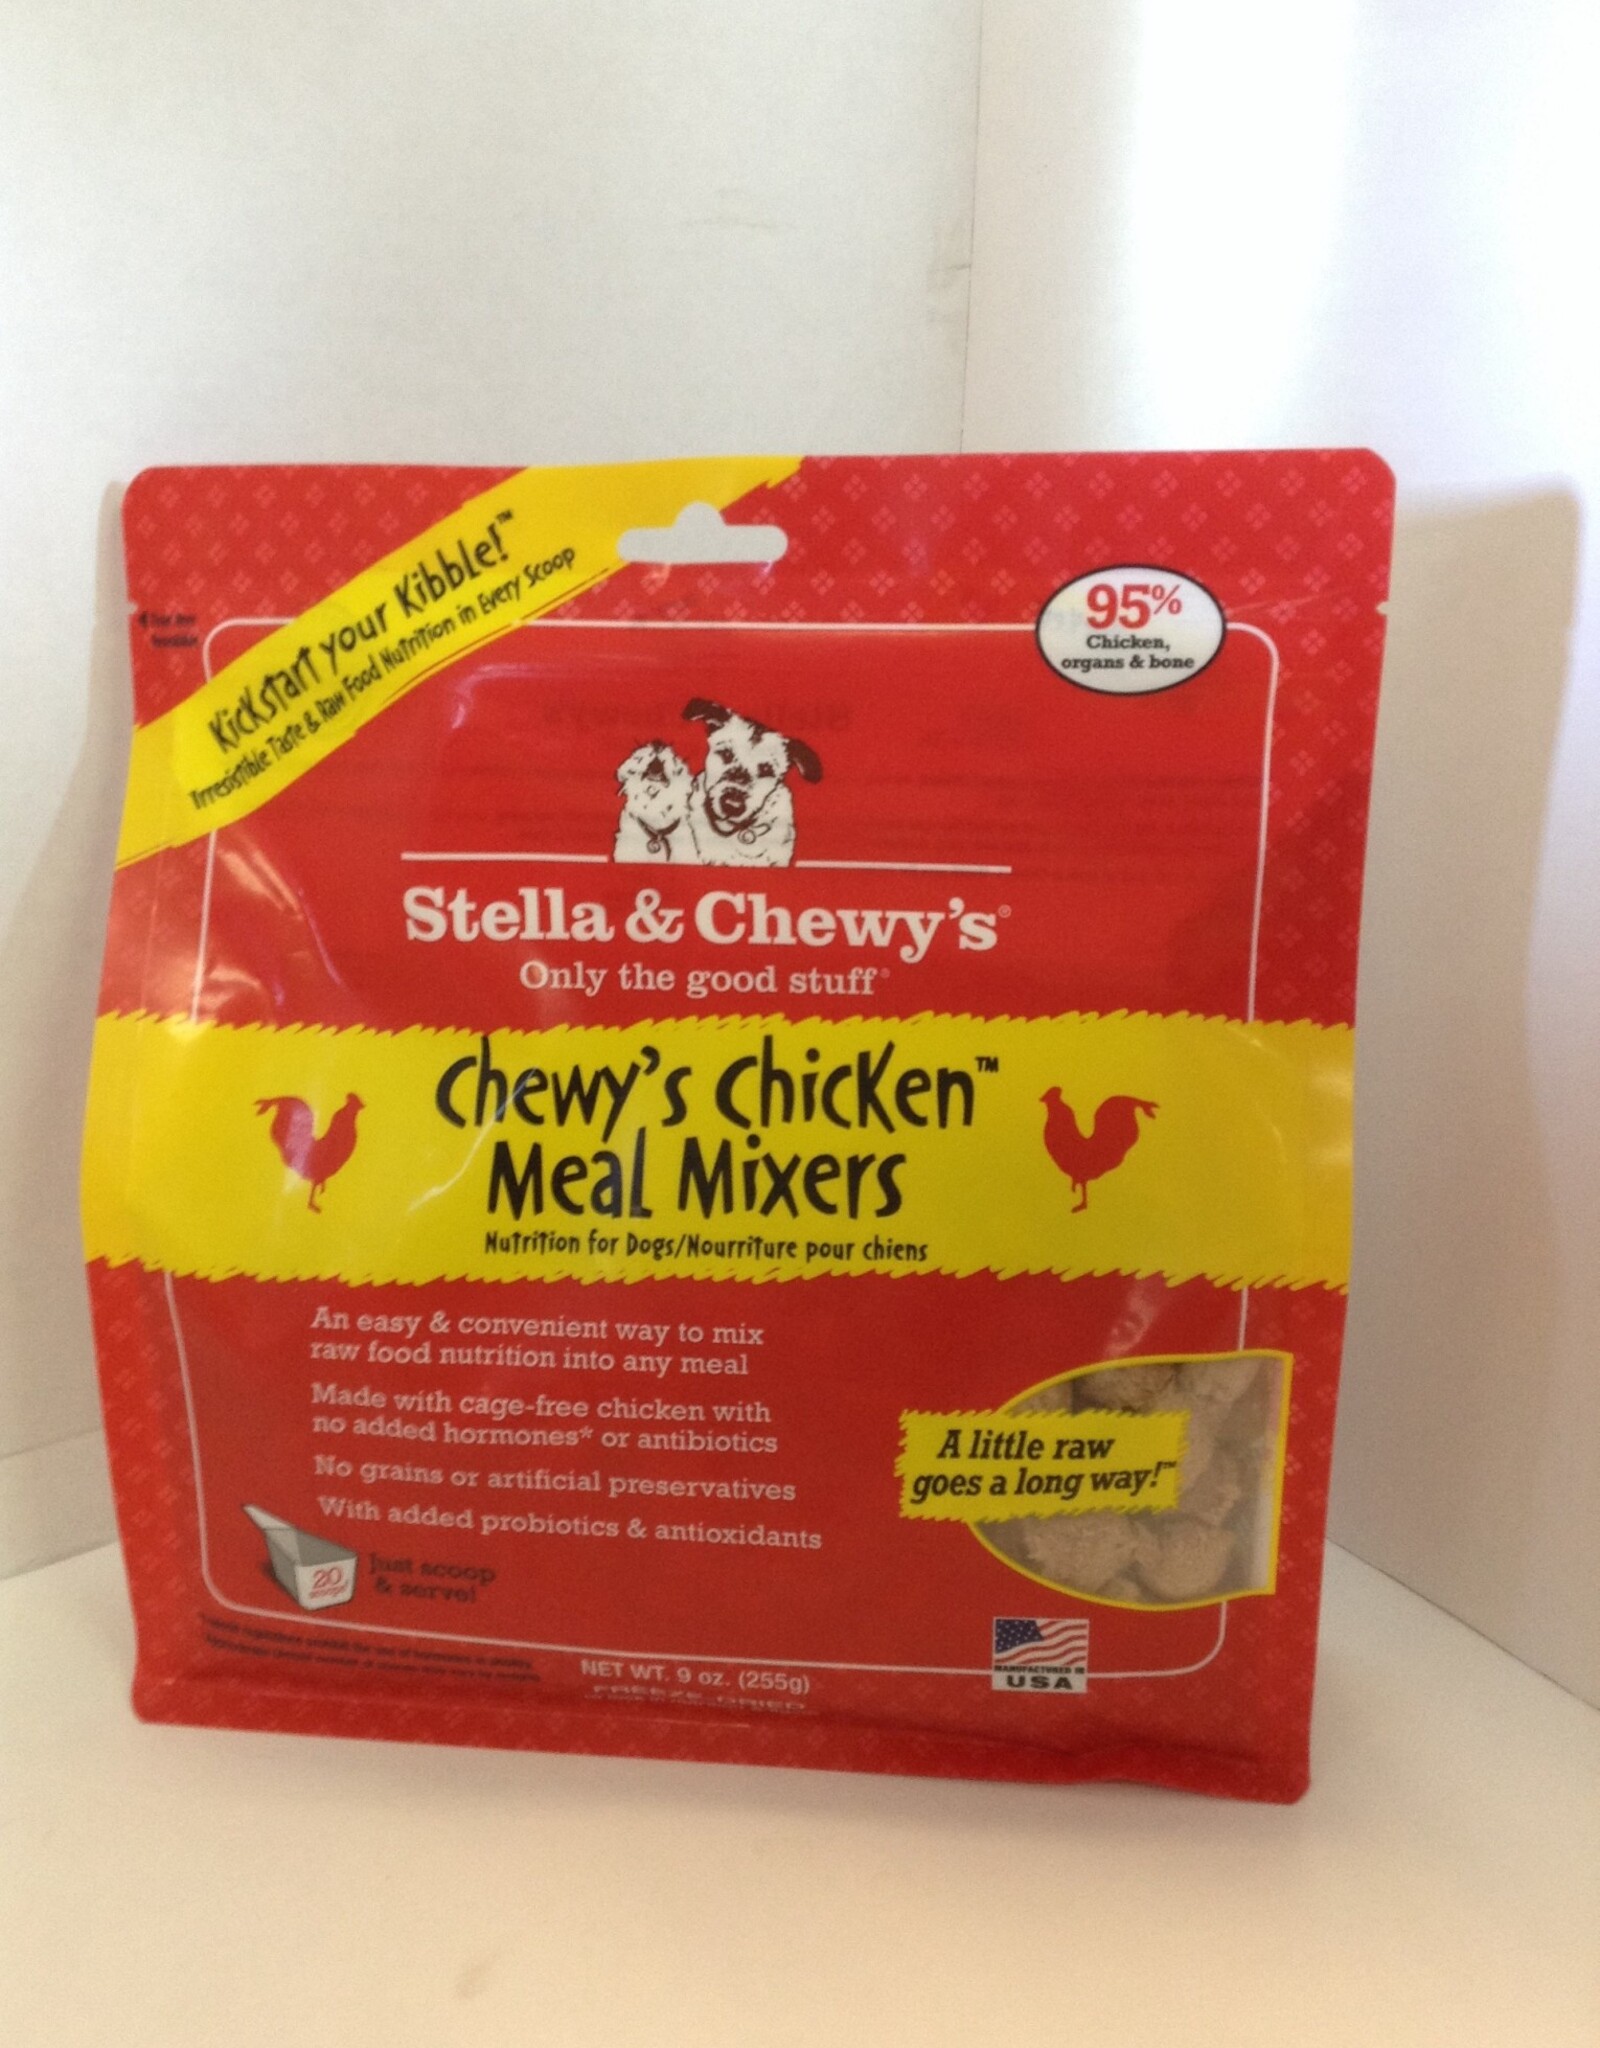 Kickstart your Kibble!™
Irresistible Taste & Raw Food Nutrition in Every Scoop
95%
Chicken,
organs & bone
Stella & Chewy's®
Only the good stuff®
Chewy's Chicken™
Meal Mixers
Nutrition for Dogs/Nourriture pour chiens
An easy & convenient way to mix
raw food nutrition into any meal
Made with cage-free chicken with
no added hormones* or antibiotics
No grains or artificial preservatives
With added probiotics & antioxidants
A little raw
goes a long way!™
20
Just scoop
& serve!
MANUFACTURED IN
USA
NET WT. 9 oz. (255g)
FREEZE-DRIED